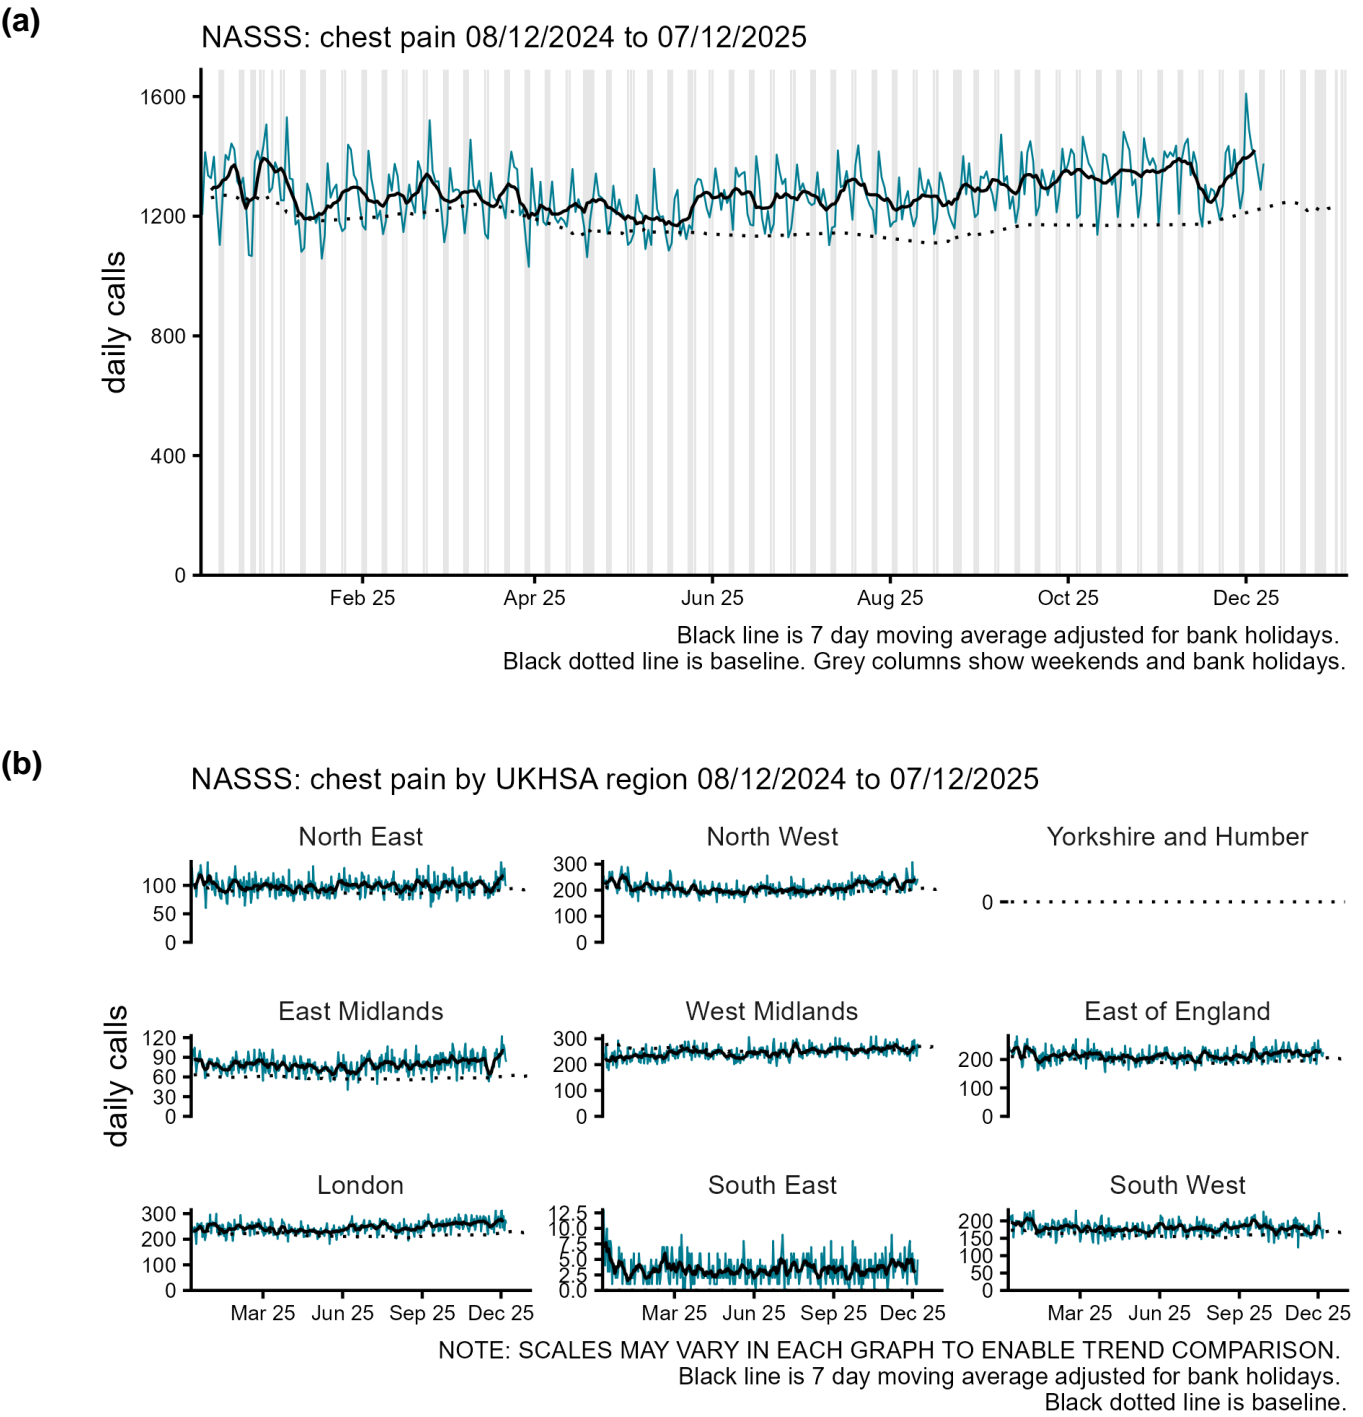 (a)
NASSS: chest pain 08/12/2024 to 07/12/2025
1600
1200
800
400
0
daily calls
Feb 25
Apr 25
Jun 25
Aug 25
Oct 25
Dec 25
Black line is 7 day moving average adjusted for bank holidays.
Black dotted line is baseline. Grey columns show weekends and bank holidays.
(b)
NASSS: chest pain by UKHSA region 08/12/2024 to 07/12/2025
daily calls
North East
100
50
0
North West
300
200
100
0
Yorkshire and Humber
0
East Midlands
120
90
60
30
0
West Midlands
300
200
100
0
East of England
200
100
0
London
300
200
100
0
South East
12.5
10.0
7.5
5.0
2.5
0.0
South West
200
150
100
50
0
Mar 25
Jun 25
Sep 25
Dec 25
Mar 25
Jun 25
Sep 25
Dec 25
Mar 25
Jun 25
Sep 25
Dec 25
NOTE: SCALES MAY VARY IN EACH GRAPH TO ENABLE TREND COMPARISON.
Black line is 7 day moving average adjusted for bank holidays.
Black dotted line is baseline.